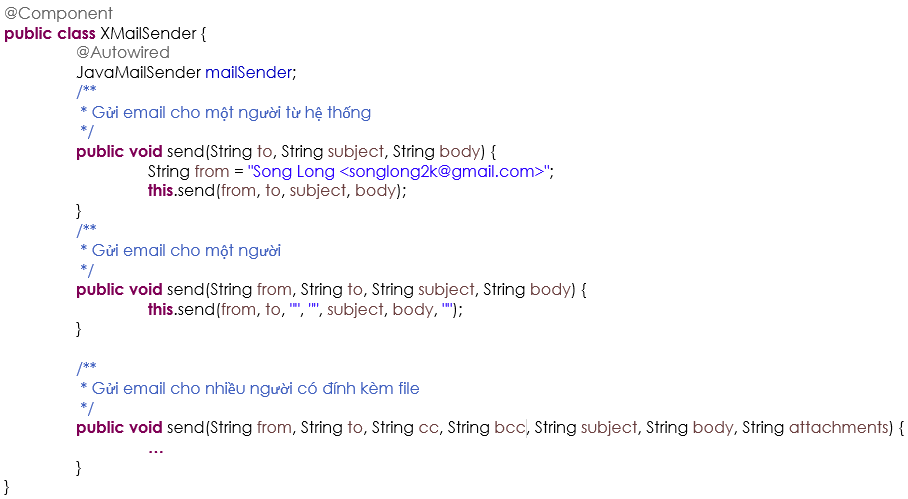 @Component
public class XMailSender {
@Autowired
JavaMailSender mailSender;
/**
* Gửi email cho một người từ hệ thống
*/
public void send(String to, String subject, String body) {
String from = "Song Long <songlong2k@gmail.com>";
this.send(from, to, subject, body);
}
/**
* Gửi email cho một người
*/
public void send(String from, String to, String subject, String body) {
this.send(from, to, "", "", subject, body, "");
}
/**
* Gửi email cho nhiều người có đính kèm file
*/
public void send(String from, String to, String cc, String bcc, String subject, String body, String attachments) {
...
}
}